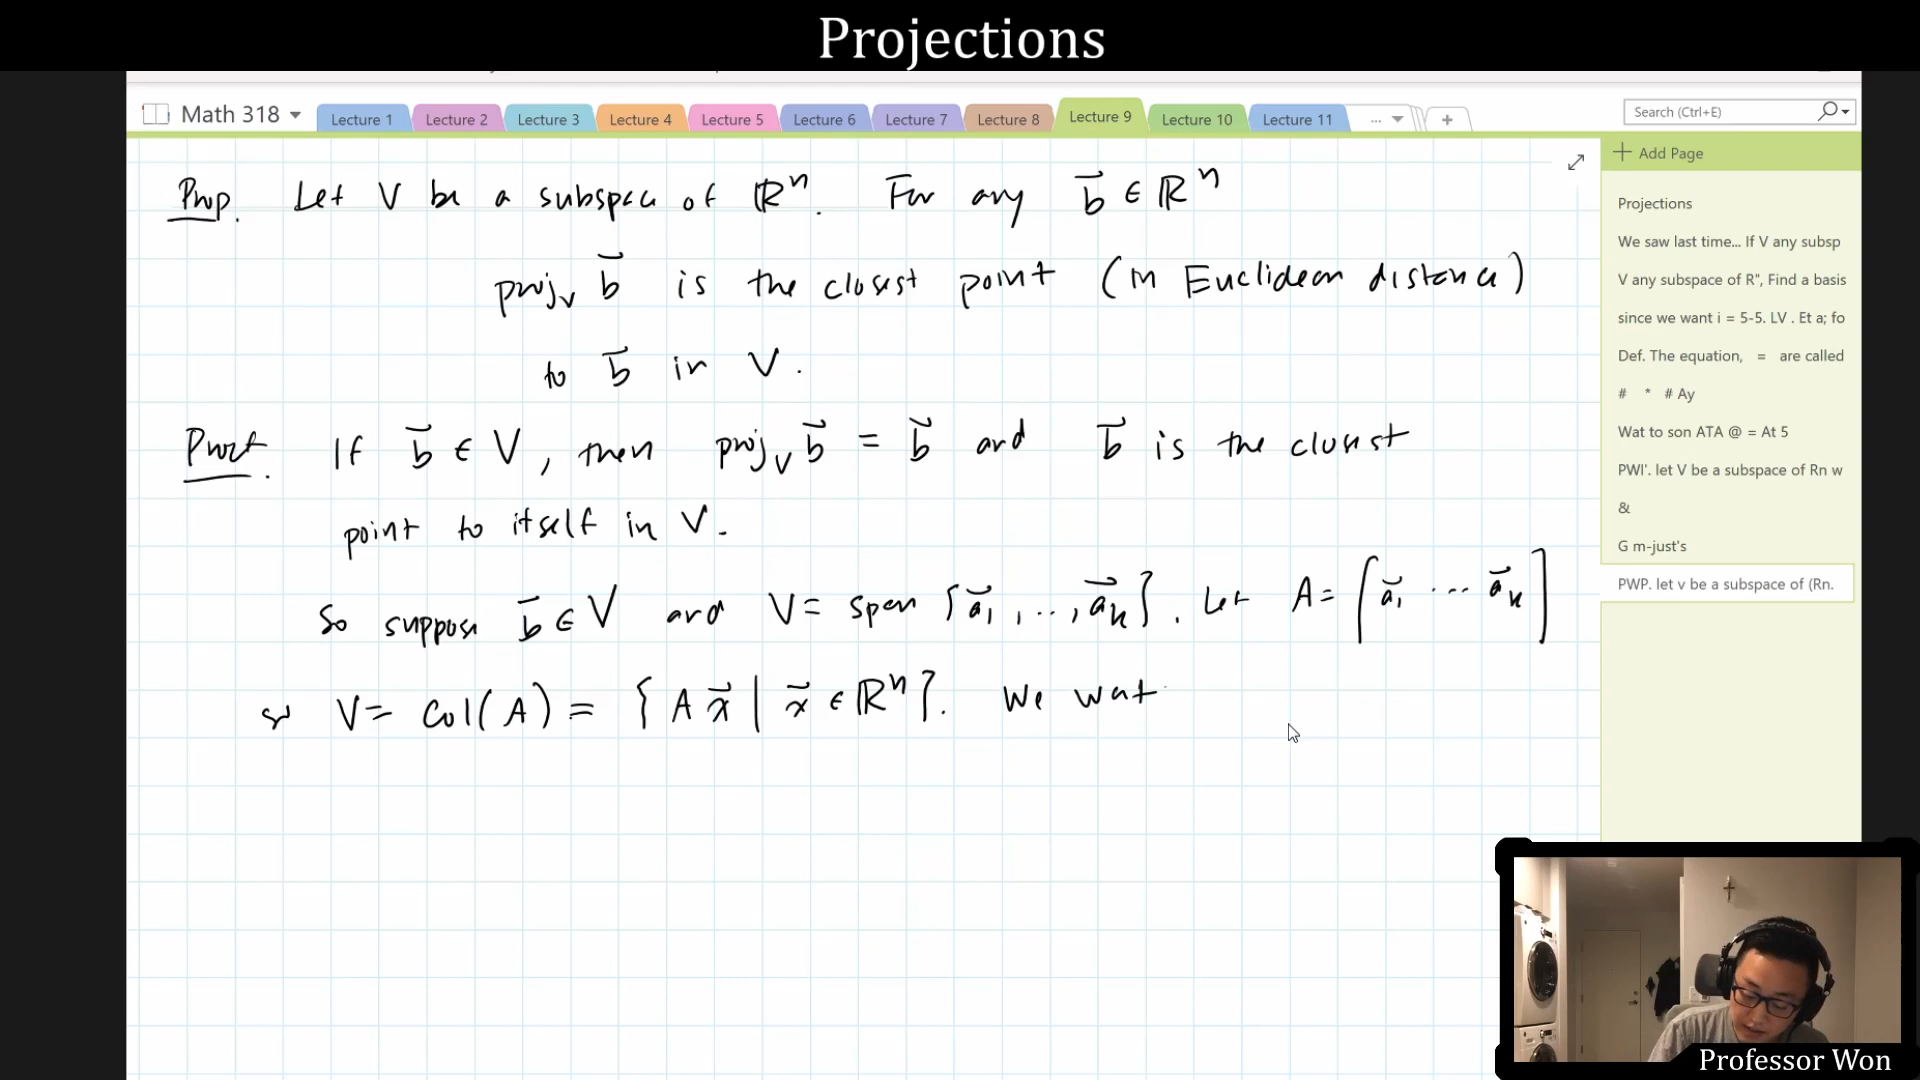 Projections
Math 318
Lecture 1 Lecture 2 Lecture 3 Lecture 4 Lecture 5 Lecture 6 Lecture 7 Lecture 8 Lecture 9 Lecture 10 Lecture 11 ... +
Search (Ctrl+E)
Prop. Let V be a subspace of ℝⁿ. For any b⃗ ∈ ℝⁿ
proj_V b⃗ is the closest point (in Euclidean distance)
to b⃗ in V.
Proof. If b⃗ ∈ V, then proj_V b⃗ = b⃗ and b⃗ is the closest
point to itself in V.
So suppose b⃗ ∈ V and V = span {a⃗₁, ..., a⃗ₖ}. Let A = [a⃗₁ ... a⃗ₖ]
so V = Col(A) = { A x⃗ | x⃗ ∈ ℝⁿ }. We wat
+ Add Page
Projections
We saw last time... If V any subsp
V any subspace of R", Find a basis
since we want i = 5-5. LV . Et a; fo
Def. The equation, = are called
# * # Ay
Wat to son ATA @ = At 5
PWI'. let V be a subspace of Rn w
&
G m-just's
PWP. let v be a subspace of (Rn.
Professor Won